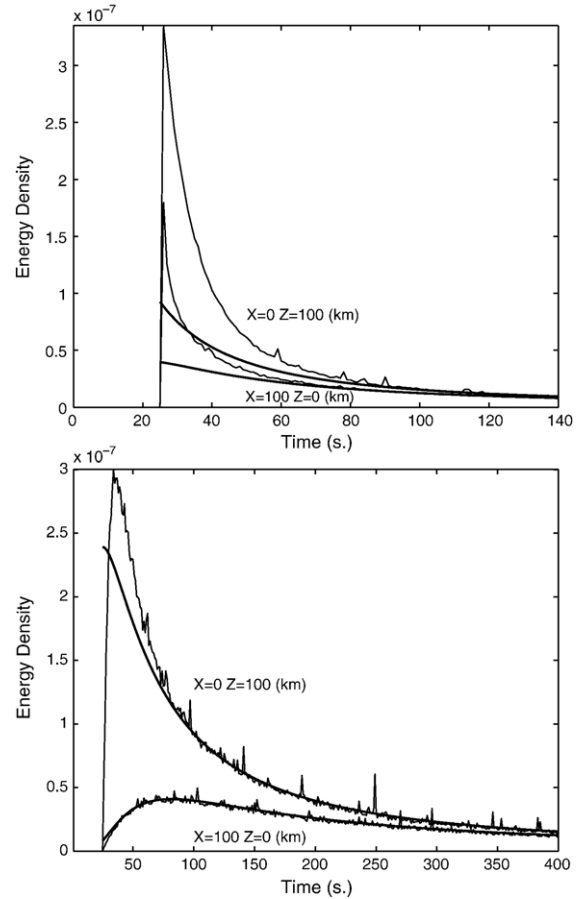 x 10⁻⁷
3
2.5
2
1.5
1
0.5
0
Energy Density
X=0 Z=100 (km)
X=100 Z=0 (km)
0 20 40 60 80 100 120 140
Time (s.)
x 10⁻⁷
3
2.5
2
1.5
1
0.5
0
Energy Density
X=0 Z=100 (km)
X=100 Z=0 (km)
50 100 150 200 250 300 350 400
Time (s.)